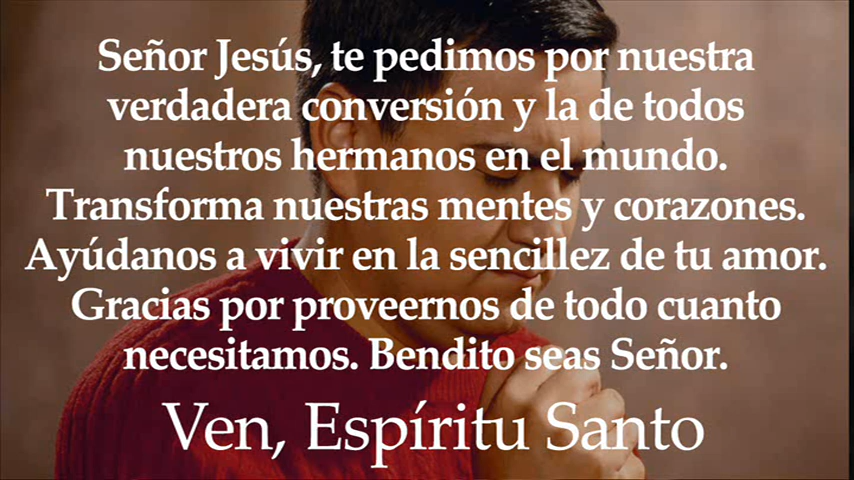 Señor Jesús, te pedimos por nuestra
verdadera conversión y la de todos
nuestros hermanos en el mundo.
Transforma nuestras mentes y corazones.
Ayúdanos a vivir en la sencillez de tu amor.
Gracias por proveernos de todo cuanto
necesitamos. Bendito seas Señor.
Ven, Espíritu Santo